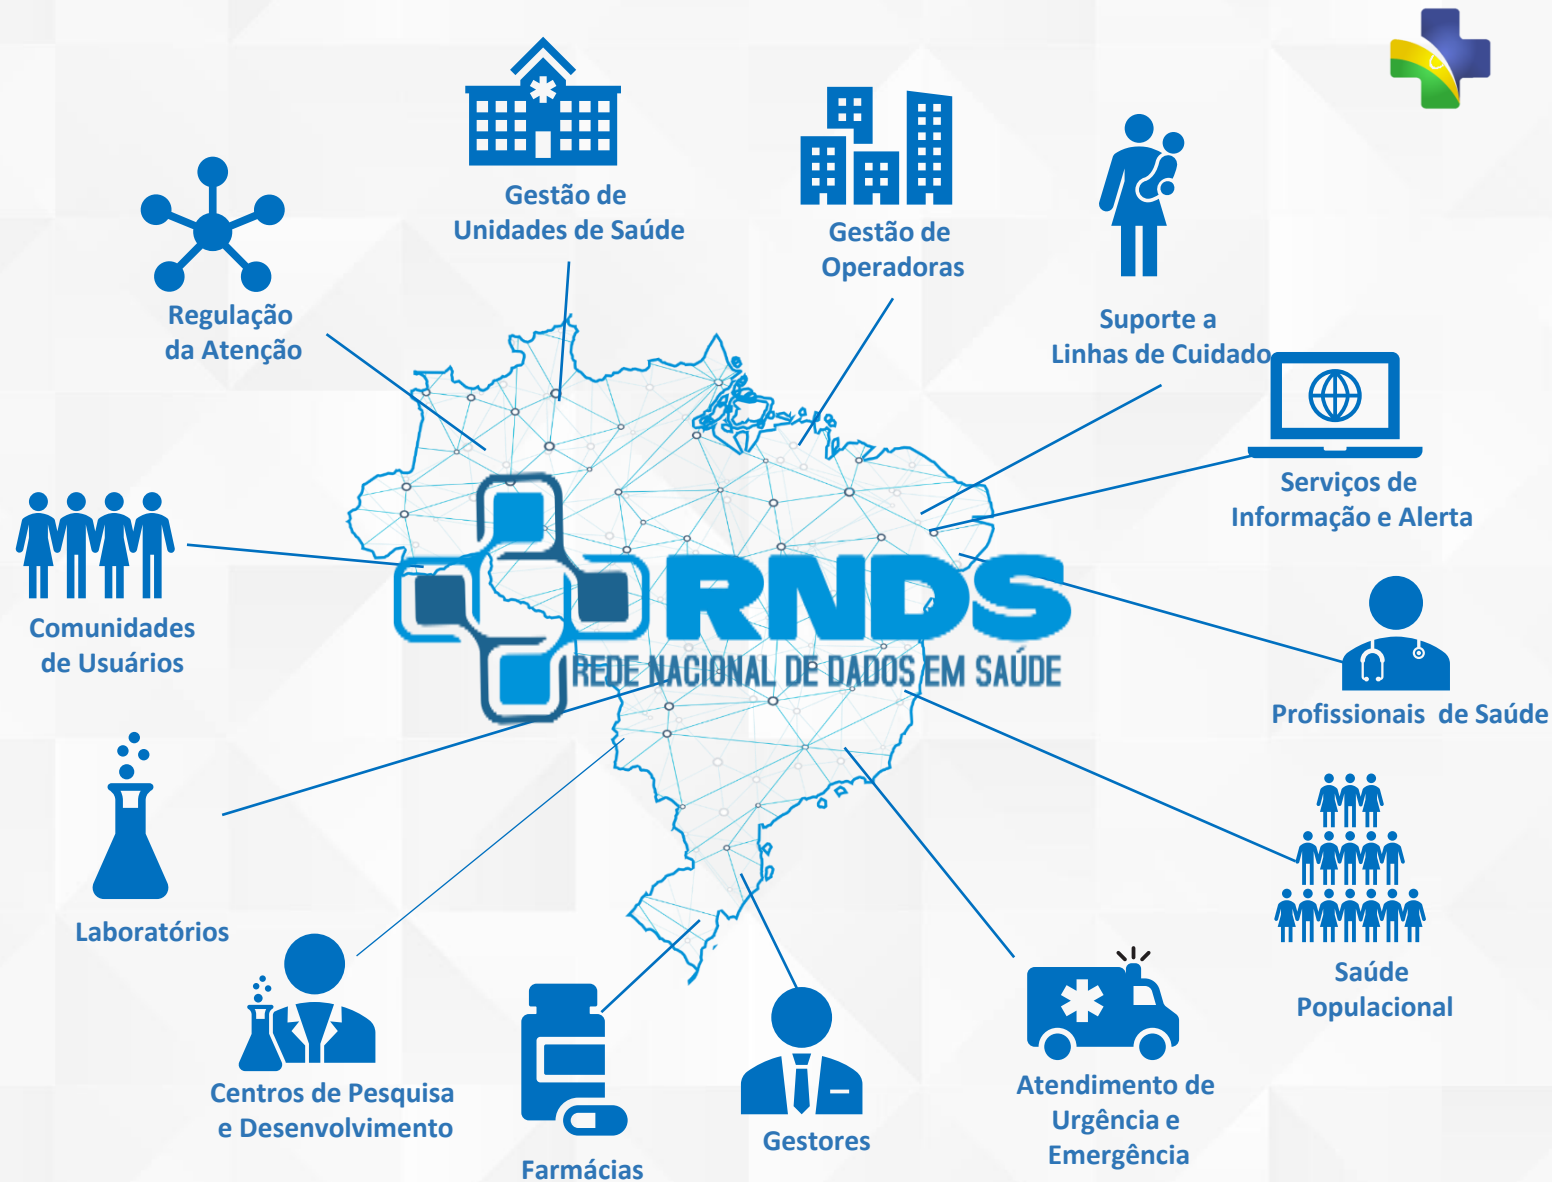 Gestão de
Unidades de Saúde
Gestão de
Operadoras
Suporte a
Linhas de Cuidado
Regulação
da Atenção
Serviços de
Informação e Alerta
Comunidades
de Usuários
RNDS
REDE NACIONAL DE DADOS EM SAÚDE
Profissionais de Saúde
Laboratórios
Saúde
Populacional
Centros de Pesquisa
e Desenvolvimento
Farmácias
Gestores
Atendimento de
Urgência e
Emergência